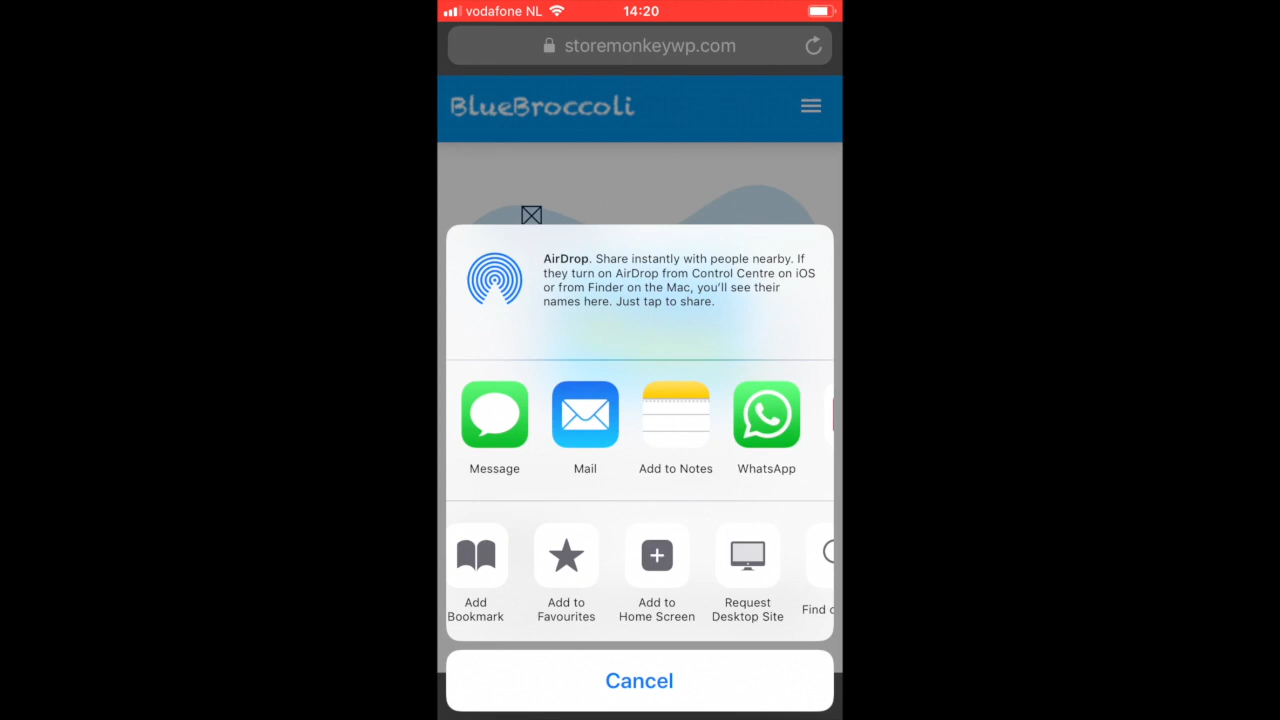 vodafone NL 14:20
storemonkeywp.com
BlueBroccoli
AirDrop. Share instantly with people nearby. If
they turn on AirDrop from Control Centre on iOS
or from Finder on the Mac, you'll see their
names here. Just tap to share.
Message Mail Add to Notes WhatsApp
Add Bookmark
Add to Favourites
Add to Home Screen
Request Desktop Site
Find
Cancel